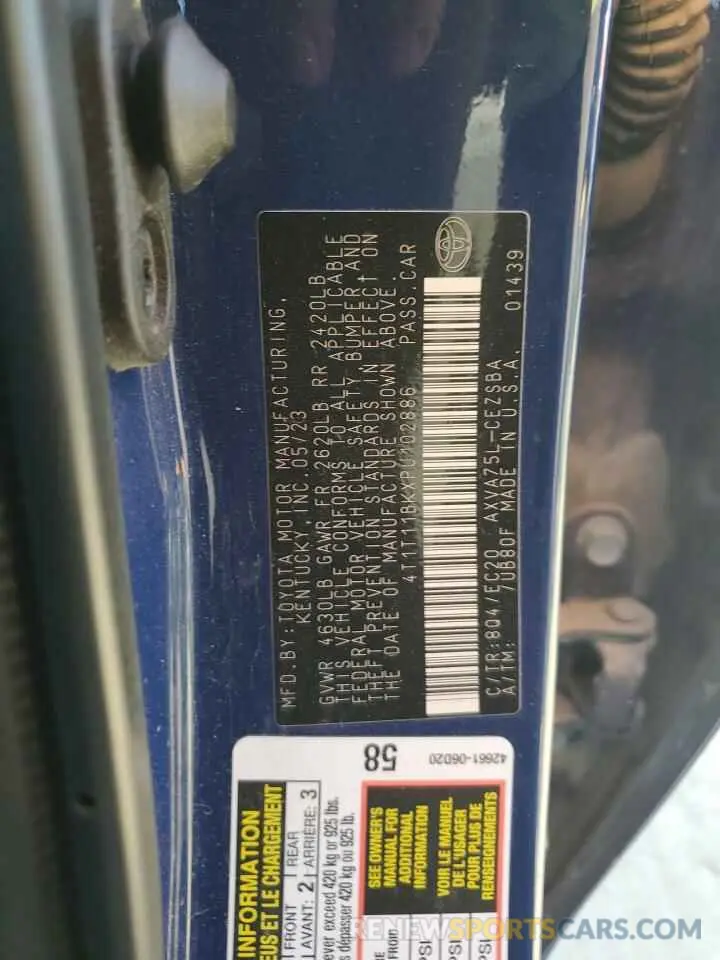 MFD.BY:TOYOTA MOTOR MANUFACTURING,
KENTUCKY, INC. 05/23
GVWR 4630LB GAWR FR 2620LB RR 2420LB
THIS VEHICLE CONFORMS TO ALL APPLICABLE
FEDERAL MOTOR VEHICLE SAFETY, BUMPER, AND
THEFT PREVENTION STANDARDS IN EFFECT ON
THE DATE OF MANUFACTURE SHOWN ABOVE.
4T1T11BKXPU102886 PASS.CAR
C/TR:8Q4/EC20 AXVA75L-CEZSBA
A/TM: 7UB80F MADE IN U.S.A. 01439
58
42661-06D20
INFORMATION
EUS ET LE CHARGEMENT
FRONT
REAR
AVANT: 2
ARRIÈRE: 3
ever exceed 420 kg or 925 lbs.
s dépasser 420 kg ou 925 lb.
SEE OWNER'S
MANUAL FOR
ADDITIONAL
INFORMATION
VOIR LE MANUEL
DE L'USAGER
POUR PLUS DE
RENSEIGNEMENTS
FROID:
PSI
PSI
PSI
RENEWSPORTSCARS.COM